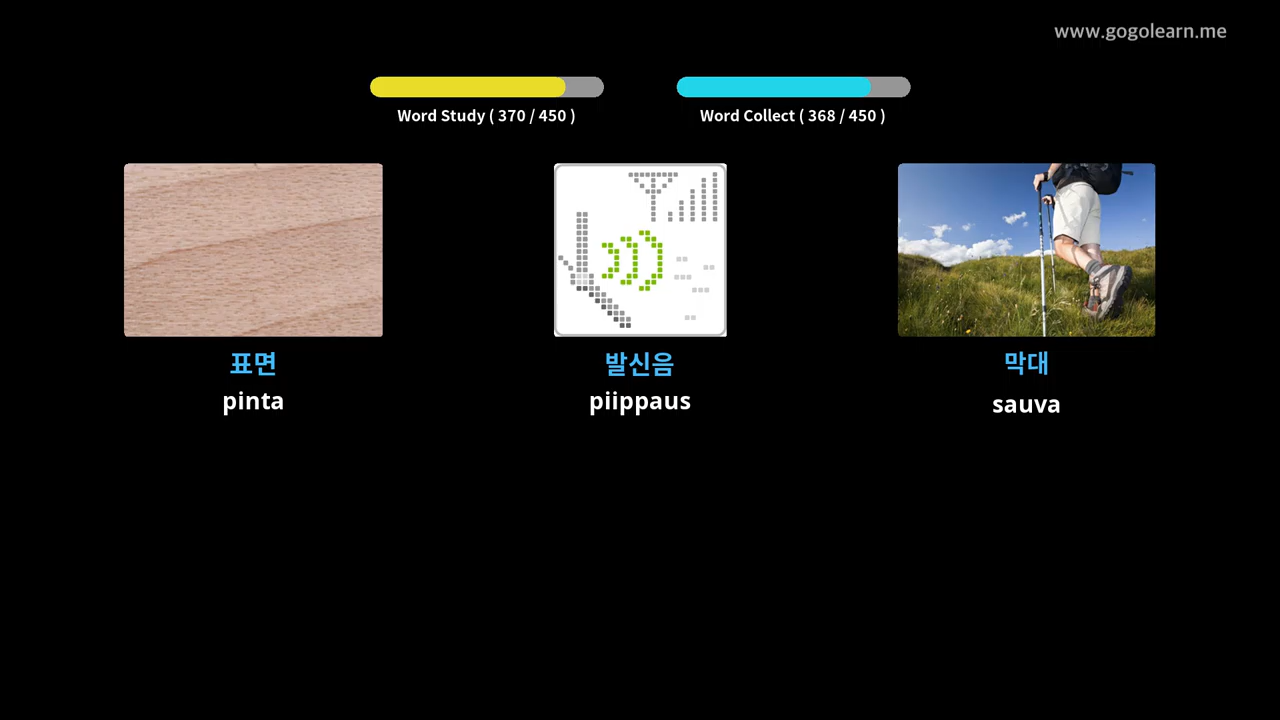 www.gogolearn.me
Word Study ( 370 / 450 )
Word Collect ( 368 / 450 )
표면
발신음
막대
pinta
piippaus
sauva